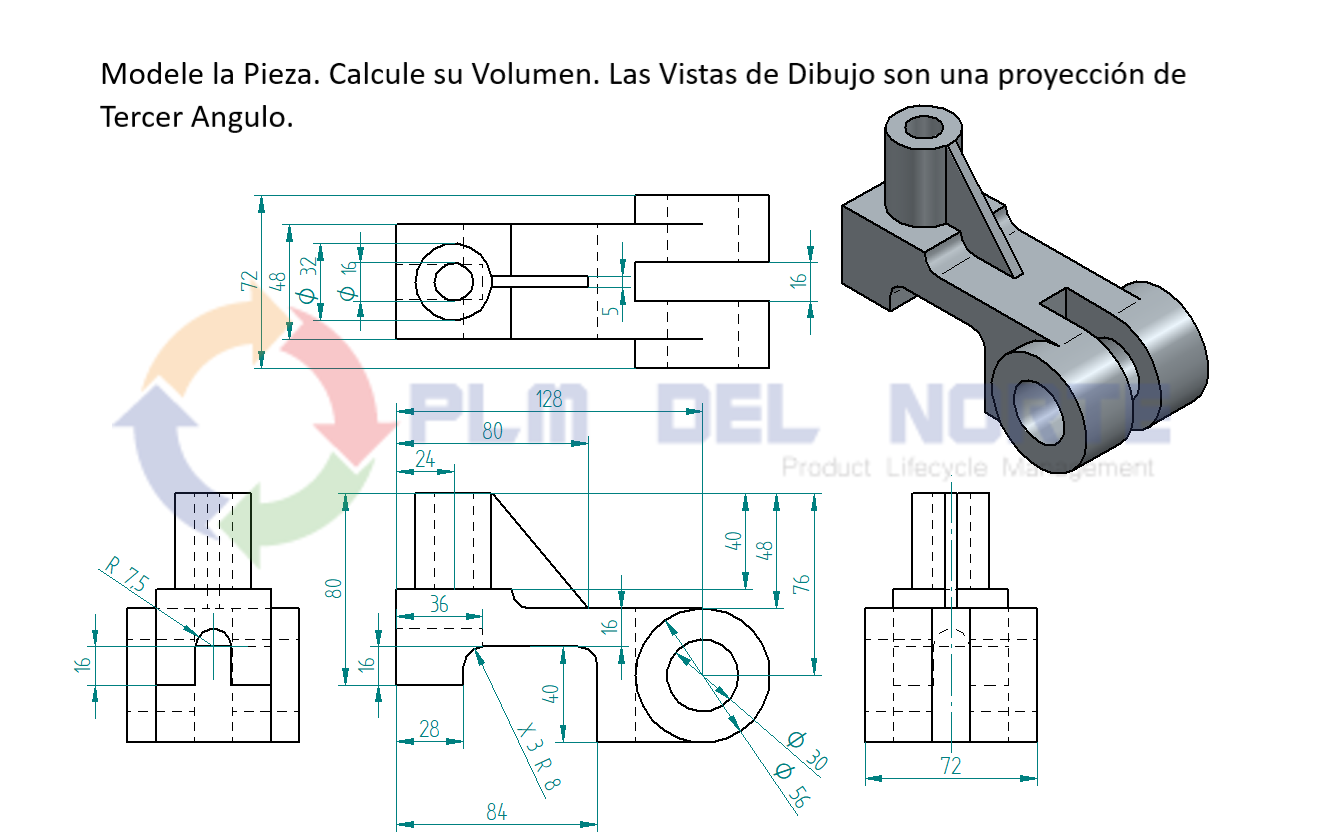 Modele la Pieza. Calcule su Volumen. Las Vistas de Dibujo son una proyección de
Tercer Angulo.
72
48
ϕ 32
ϕ 16
5
16
128
80
24
PLM DEL NORTE
Product Lifecycle Management
R 7.5
16
80
36
16
16
40
28
84
X 3 R 8
40
48
76
Ø 30
Ø 56
72